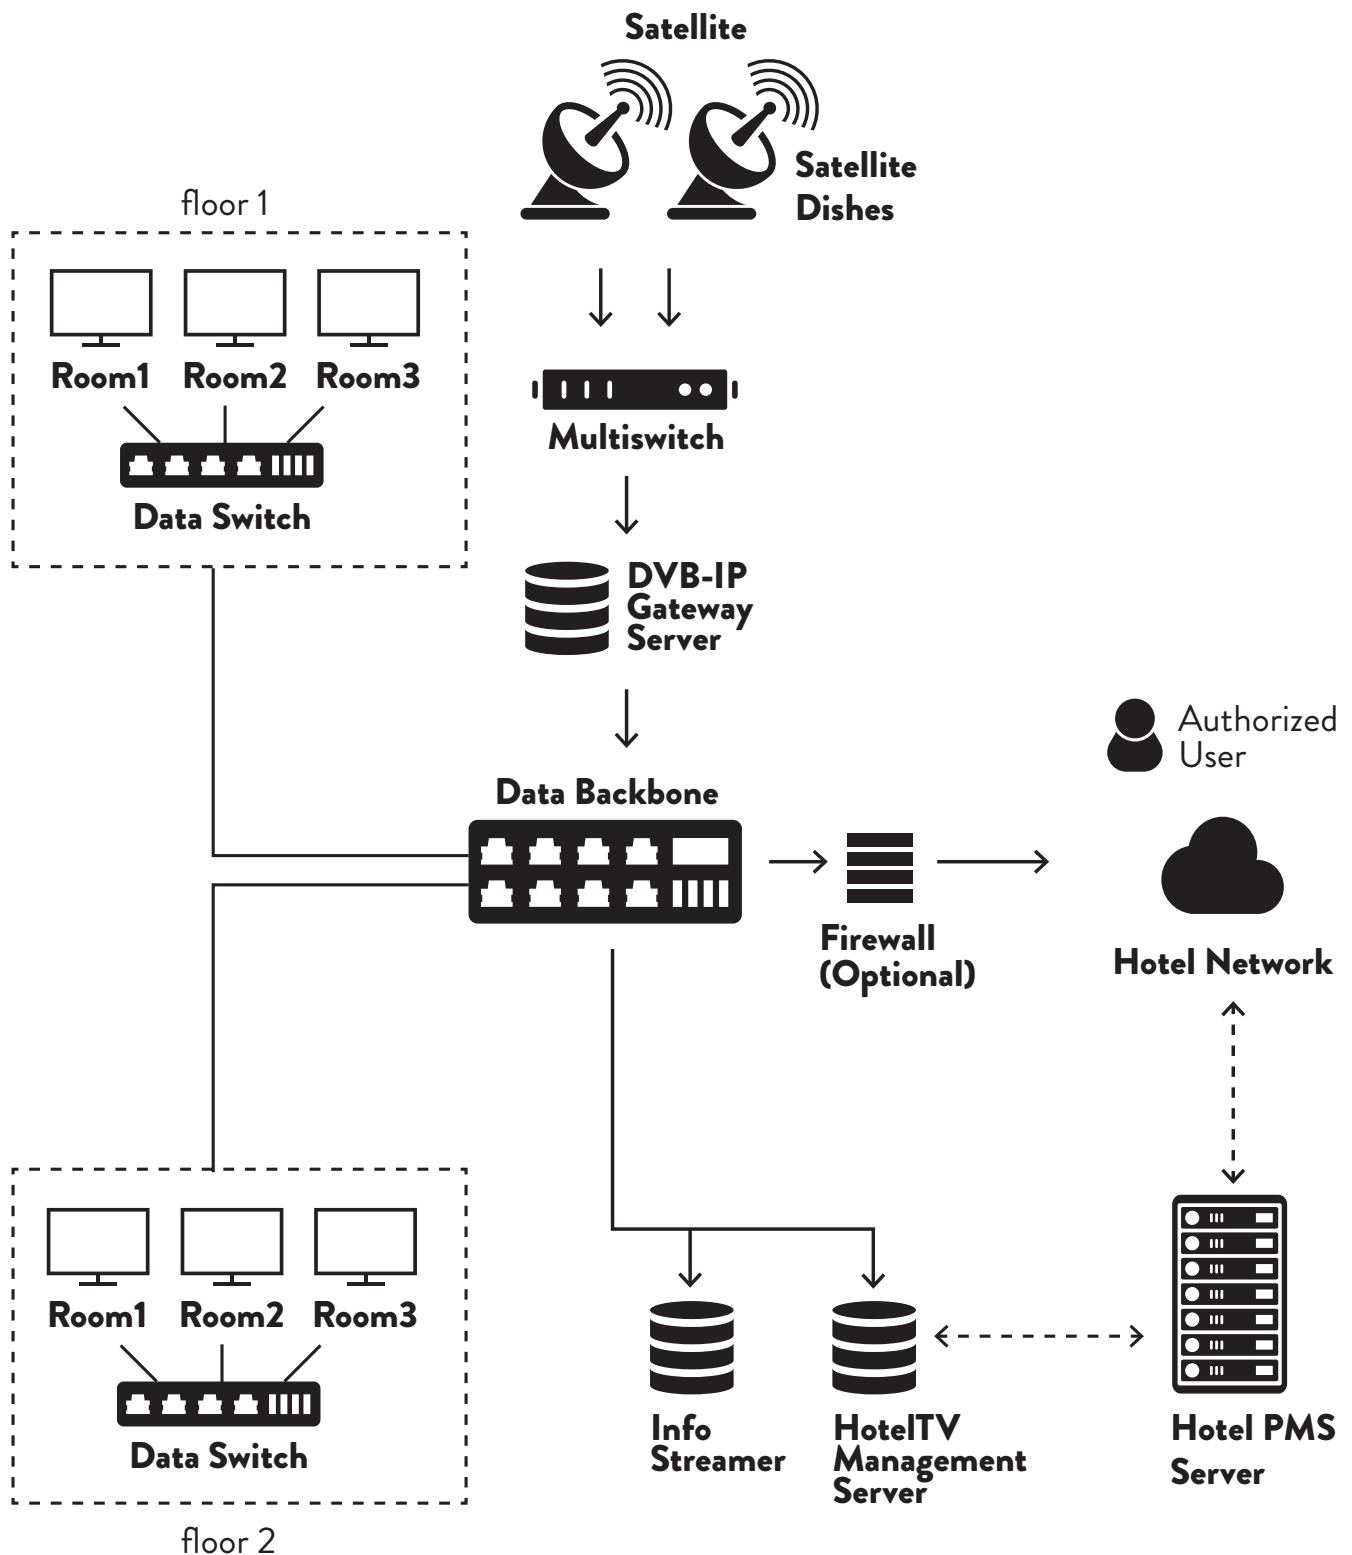 Satellite
Satellite
Dishes
floor 1
Room1 Room2 Room3
Data Switch
Multiswitch
DVB-IP
Gateway
Server
Authorized
User
Data Backbone
Firewall
(Optional)
Hotel Network
Room1 Room2 Room3
Data Switch
floor 2
Info
Streamer
HotelTV
Management
Server
Hotel PMS
Server